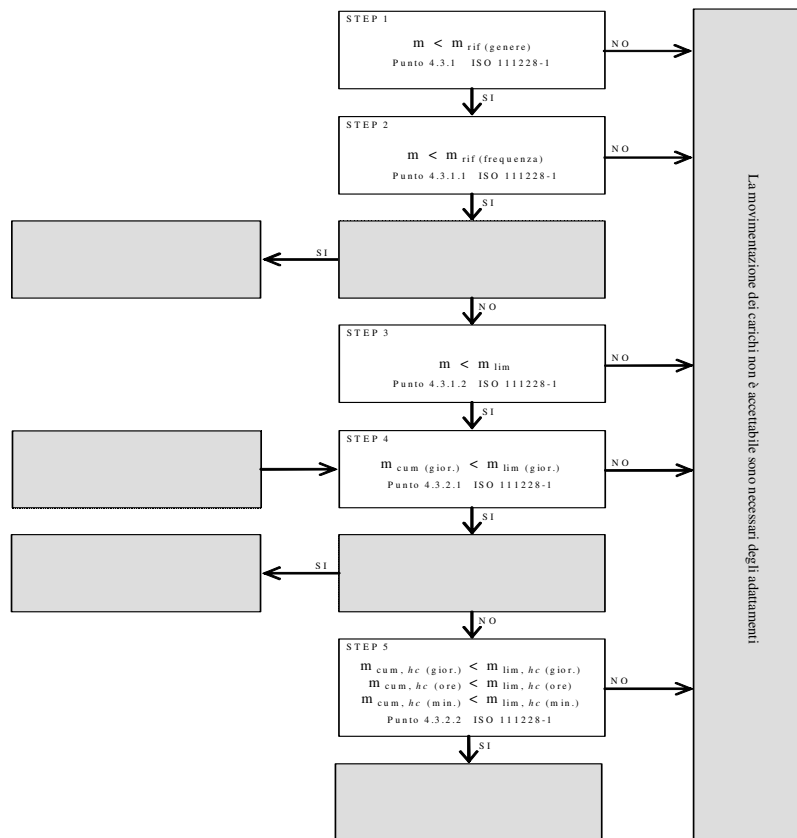 STEP 1
m < m rif (genere)
Punto 4.3.1 ISO 111228-1
NO
SI
STEP 2
m < m rif (frequenza)
Punto 4.3.1.1 ISO 111228-1
NO
SI
SI
NO
STEP 3
m < m lim
Punto 4.3.1.2 ISO 111228-1
NO
SI
STEP 4
m cum (gior.) < m lim (gior.)
Punto 4.3.2.1 ISO 111228-1
NO
SI
SI
NO
STEP 5
m cum, hc (gior.) < m lim, hc (gior.)
m cum, hc (ore) < m lim, hc (ore)
m cum, hc (min.) < m lim, hc (min.)
Punto 4.3.2.2 ISO 111228-1
NO
SI
La movimentazione dei carichi non è accettabile sono necessari degli adattamenti